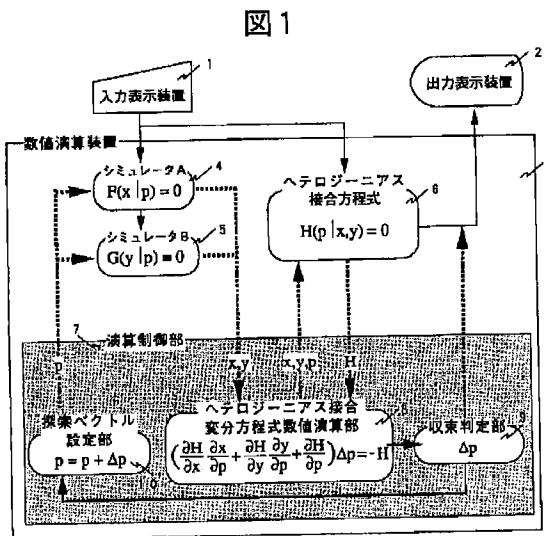 図1
1
入力表示装置
2
出力表示装置
数値演算装置
シミュレータA
4
F(x|p)=0
シミュレータB
5
G(y|p)=0
ヘテロジーニアス
接合方程式
6
H(p|x,y)=0
7
演算制御部
p
x,y
x,y,p
H
探索ベクトル
設定部
p=p+Δp
ヘテロジーニアス接合
変分方程式数値演算部
8
(∂H/∂x ∂x/∂p + ∂H/∂y ∂y/∂p + ∂H/∂p)Δp=-H
収束判定部
9
Δp